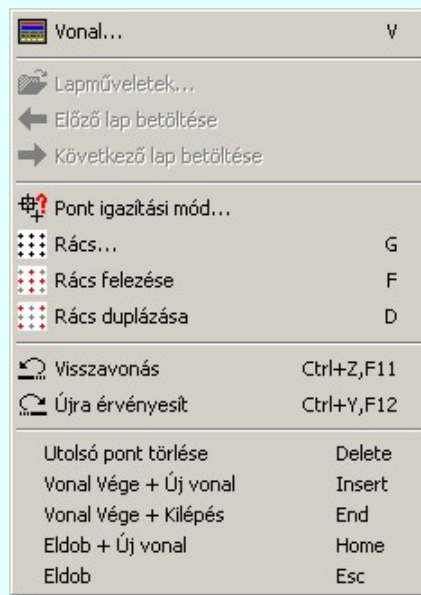 Vonal... V
Lapműveletek...
Előző lap betöltése
Következő lap betöltése
Pont igazítási mód...
Rács... G
Rács felezése F
Rács duplázása D
Visszavonás Ctrl+Z,F11
Újra érvényesít Ctrl+Y,F12
Utolsó pont törlése Delete
Vonal Vége + Új vonal Insert
Vonal Vége + Kilépés End
Eldob + Új vonal Home
Eldob Esc